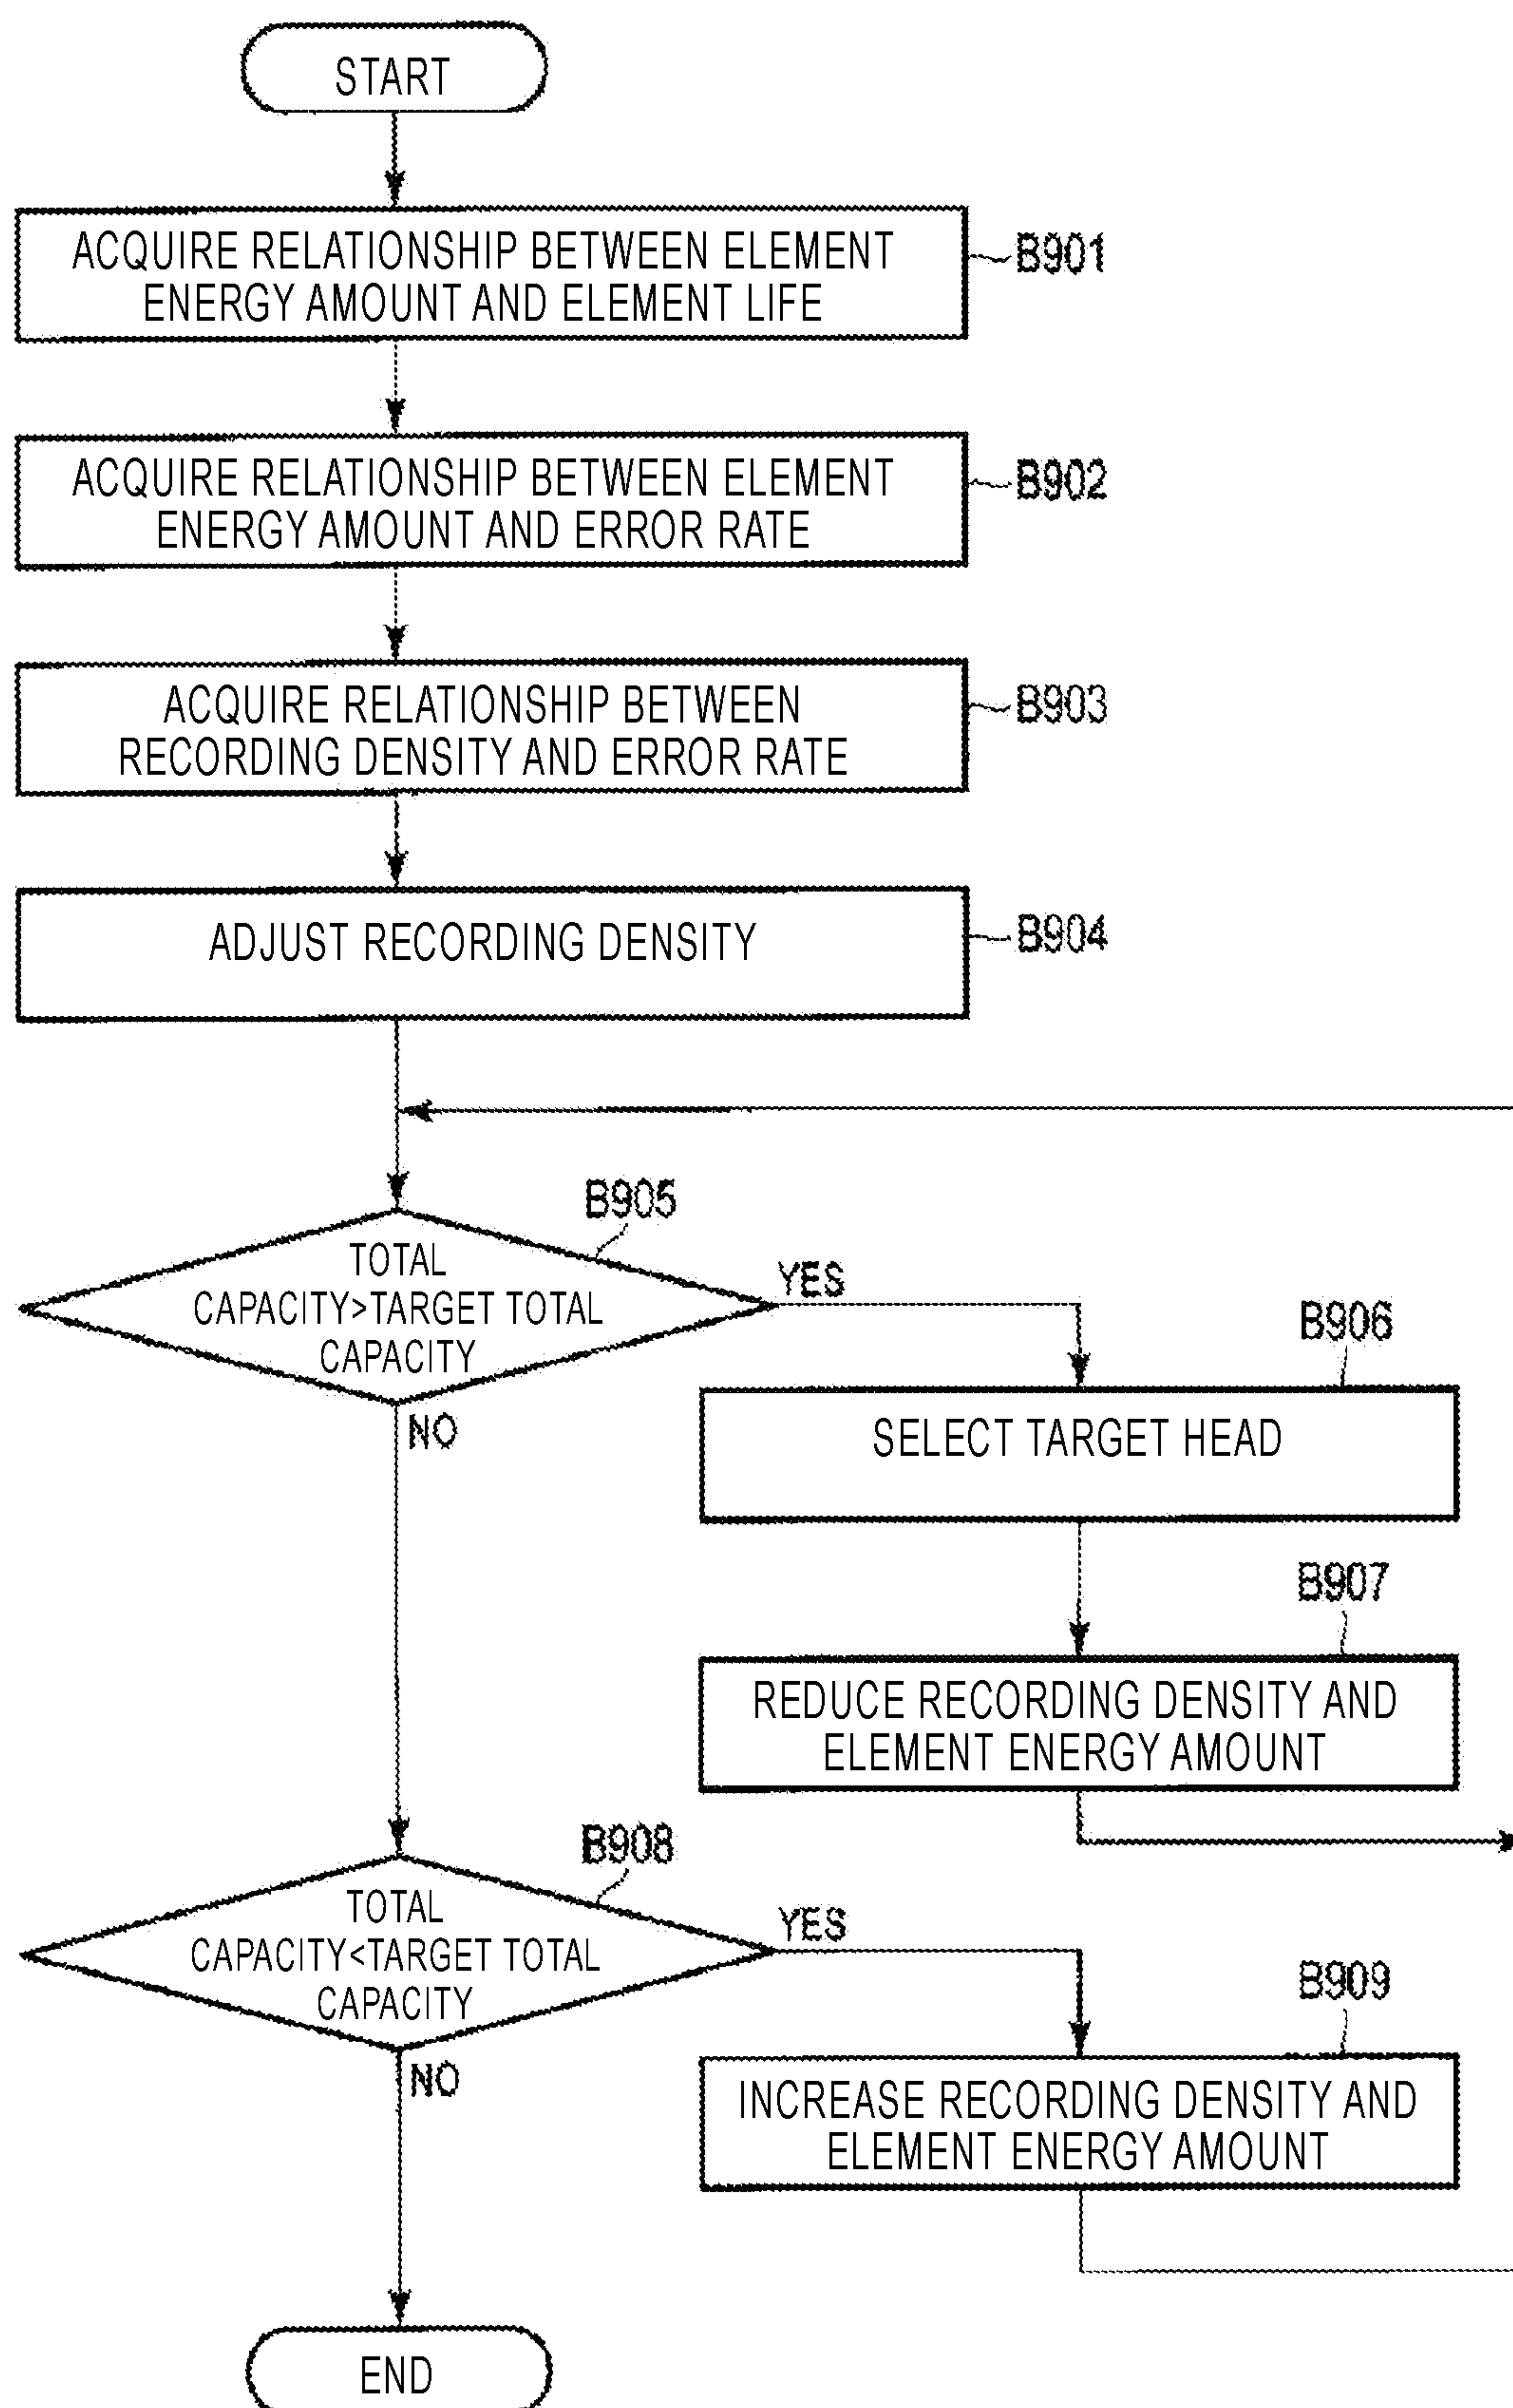 START
ACQUIRE RELATIONSHIP BETWEEN ELEMENT
ENERGY AMOUNT AND ELEMENT LIFE
B901
ACQUIRE RELATIONSHIP BETWEEN ELEMENT
ENERGY AMOUNT AND ERROR RATE
B902
ACQUIRE RELATIONSHIP BETWEEN
RECORDING DENSITY AND ERROR RATE
B903
ADJUST RECORDING DENSITY
B904
B905
TOTAL
CAPACITY>TARGET TOTAL
CAPACITY
YES
NO
B906
SELECT TARGET HEAD
B907
REDUCE RECORDING DENSITY AND
ELEMENT ENERGY AMOUNT
B908
TOTAL
CAPACITY<TARGET TOTAL
CAPACITY
YES
NO
B909
INCREASE RECORDING DENSITY AND
ELEMENT ENERGY AMOUNT
END